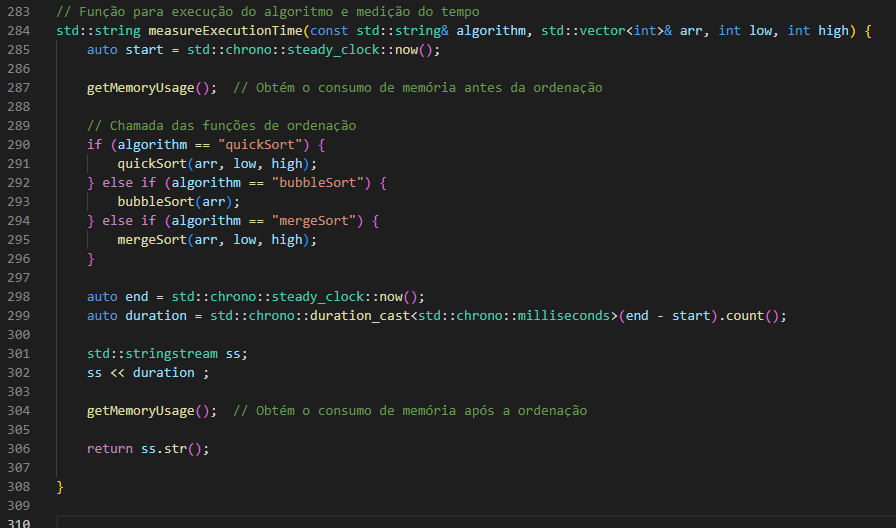 283 // Função para execução do algoritmo e medição do tempo
284 std::string measureExecutionTime(const std::string& algorithm, std::vector<int>& arr, int low, int high) {
285     auto start = std::chrono::steady_clock::now();
286
287     getMemoryUsage();  // Obtém o consumo de memória antes da ordenação
288
289     // Chamada das funções de ordenação
290     if (algorithm == "quickSort") {
291         quickSort(arr, low, high);
292     } else if (algorithm == "bubbleSort") {
293         bubbleSort(arr);
294     } else if (algorithm == "mergeSort") {
295         mergeSort(arr, low, high);
296     }
297
298     auto end = std::chrono::steady_clock::now();
299     auto duration = std::chrono::duration_cast<std::chrono::milliseconds>(end - start).count();
300
301     std::stringstream ss;
302     ss << duration ;
303
304     getMemoryUsage();  // Obtém o consumo de memória após a ordenação
305
306     return ss.str();
307
308 }
309
310